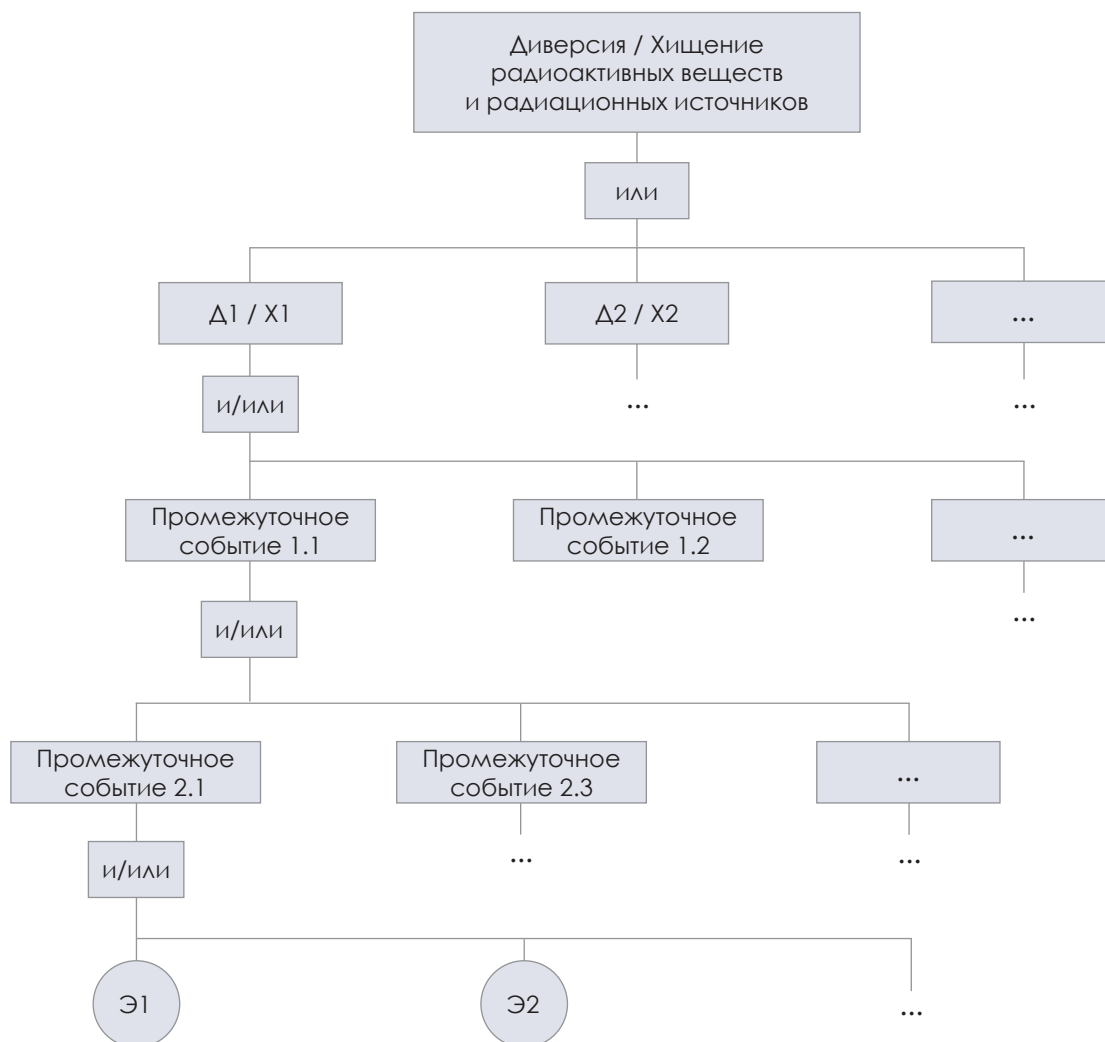 Диверсия / Хищение
радиоактивных веществ
и радиационных источников
или
Д1 / Х1
Д2 / Х2
...
и/или
...
...
Промежуточное
событие 1.1
Промежуточное
событие 1.2
...
и/или
...
Промежуточное
событие 2.1
Промежуточное
событие 2.3
...
и/или
...
...
Э1
Э2
...